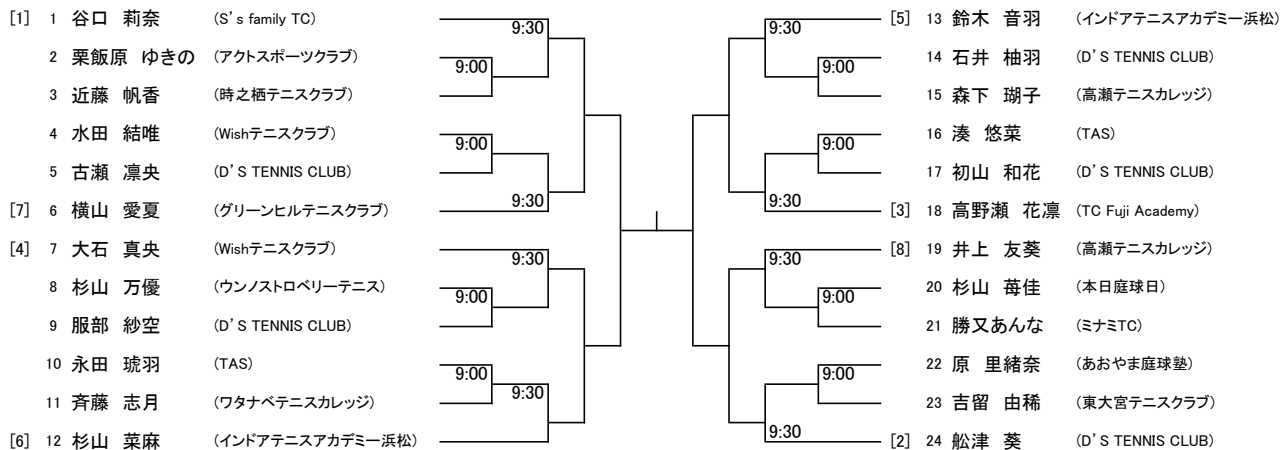 [1] 1 谷口 莉奈 (S's family TC)
9:30
2 栗飯原 ゆきの (アクトスポーツクラブ)
9:00
3 近藤 帆香 (時之栖テニスクラブ)
4 水田 結唯 (Wishテニスクラブ)
9:00
5 古瀬 凛央 (D'S TENNIS CLUB)
9:30
[7] 6 横山 愛夏 (グリーンヒルテニスクラブ)
[4] 7 大石 真央 (Wishテニスクラブ)
9:30
8 杉山 万優 (ウンノストロベリーテニス)
9:00
9 服部 紗空 (D'S TENNIS CLUB)
10 永田 琥羽 (TAS)
9:00
9:30
11 斉藤 志月 (ワタナベテニスカレッジ)
[6] 12 杉山 菜麻 (インドアテニスアカデミー浜松)
[5] 13 鈴木 音羽 (インドアテニスアカデミー浜松)
9:30
14 石井 柚羽 (D'S TENNIS CLUB)
9:00
15 森下 瑚子 (高瀬テニスカレッジ)
16 湊 悠菜 (TAS)
9:00
17 初山 和花 (D'S TENNIS CLUB)
9:30
[3] 18 高野瀬 花凛 (TC Fuji Academy)
[8] 19 井上 友葵 (高瀬テニスカレッジ)
9:30
20 杉山 苺佳 (本日庭球日)
9:00
21 勝又あんな (ミナミTC)
22 原 里緒奈 (あおやま庭球塾)
9:00
23 吉留 由稀 (東大宮テニスクラブ)
9:30
[2] 24 舩津 葵 (D'S TENNIS CLUB)